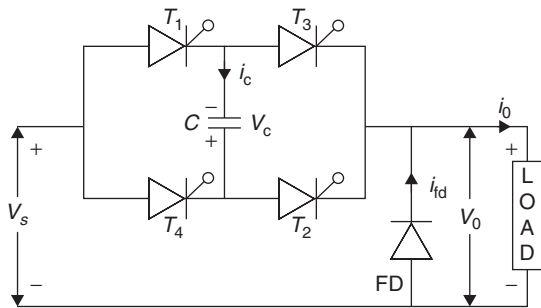 T1 T3
ic
− i0
C Vc
+ + + +
L
O
A
D
Vs T4 T2 ifd V0
− FD − −